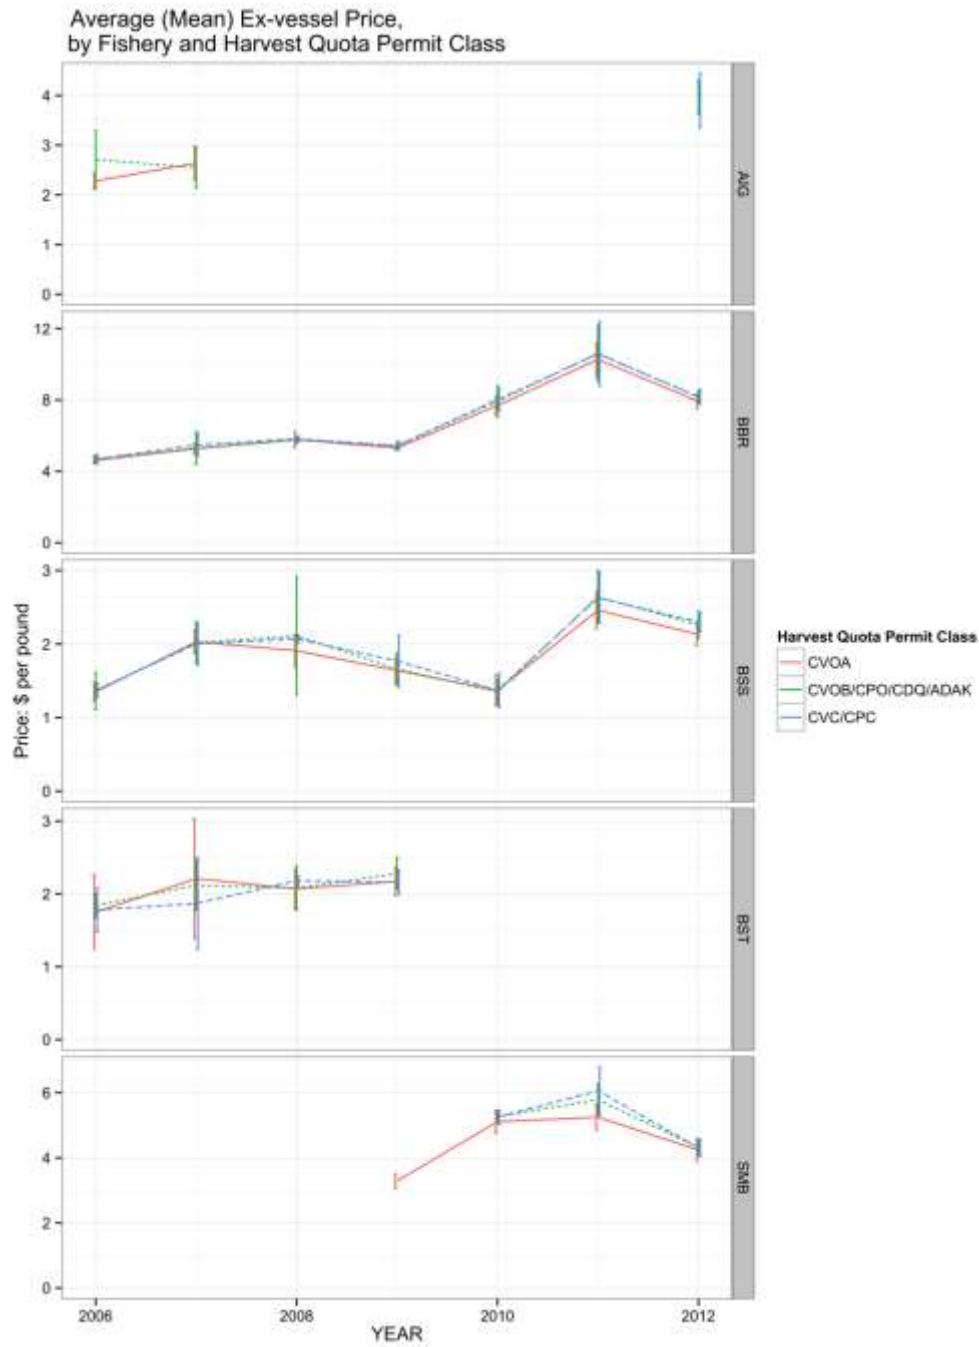 Average (Mean) Ex-vessel Price,
by Fishery and Harvest Quota Permit Class
4
3
2
1
0
AIG
12
8
4
0
BBR
3
2
1
0
BSS
3
2
1
0
BST
6
4
2
0
SMB
Price: $ per pound
2006
2008
2010
2012
YEAR
Harvest Quota Permit Class
CVOA
CVOB/CPO/CDQ/ADAK
CVC/CPC